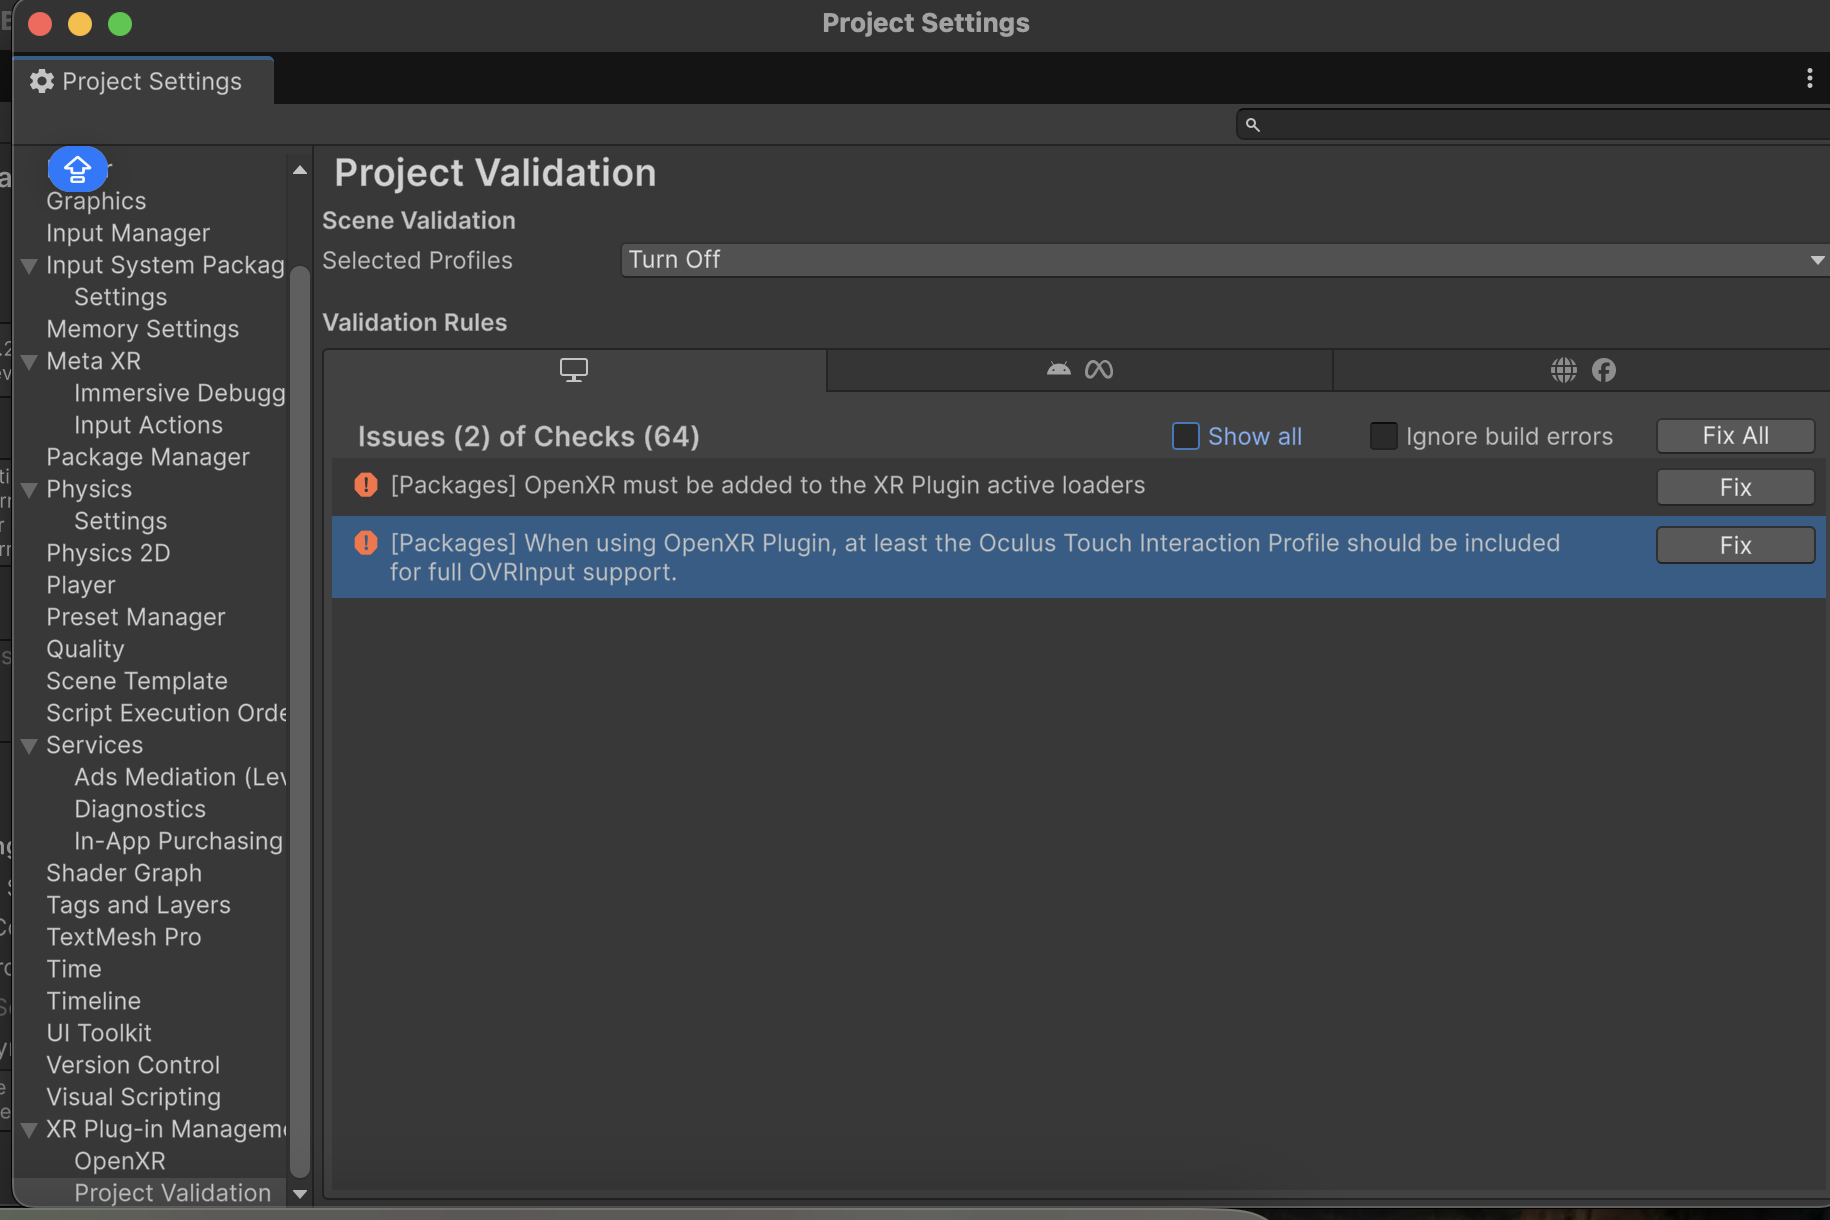 Project Settings
Project Settings
Project Validation
Scene Validation
Selected Profiles
Turn Off
Validation Rules
Issues (2) of Checks (64)
Show all
Ignore build errors
Fix All
[Packages] OpenXR must be added to the XR Plugin active loaders
Fix
[Packages] When using OpenXR Plugin, at least the Oculus Touch Interaction Profile should be included
for full OVRInput support.
Fix
Graphics
Input Manager
Input System Packag
Settings
Memory Settings
Meta XR
Immersive Debugg
Input Actions
Package Manager
Physics
Settings
Physics 2D
Player
Preset Manager
Quality
Scene Template
Script Execution Orde
Services
Ads Mediation (Lev
Diagnostics
In-App Purchasing
Shader Graph
Tags and Layers
TextMesh Pro
Time
Timeline
UI Toolkit
Version Control
Visual Scripting
XR Plug-in Manageme
OpenXR
Project Validation